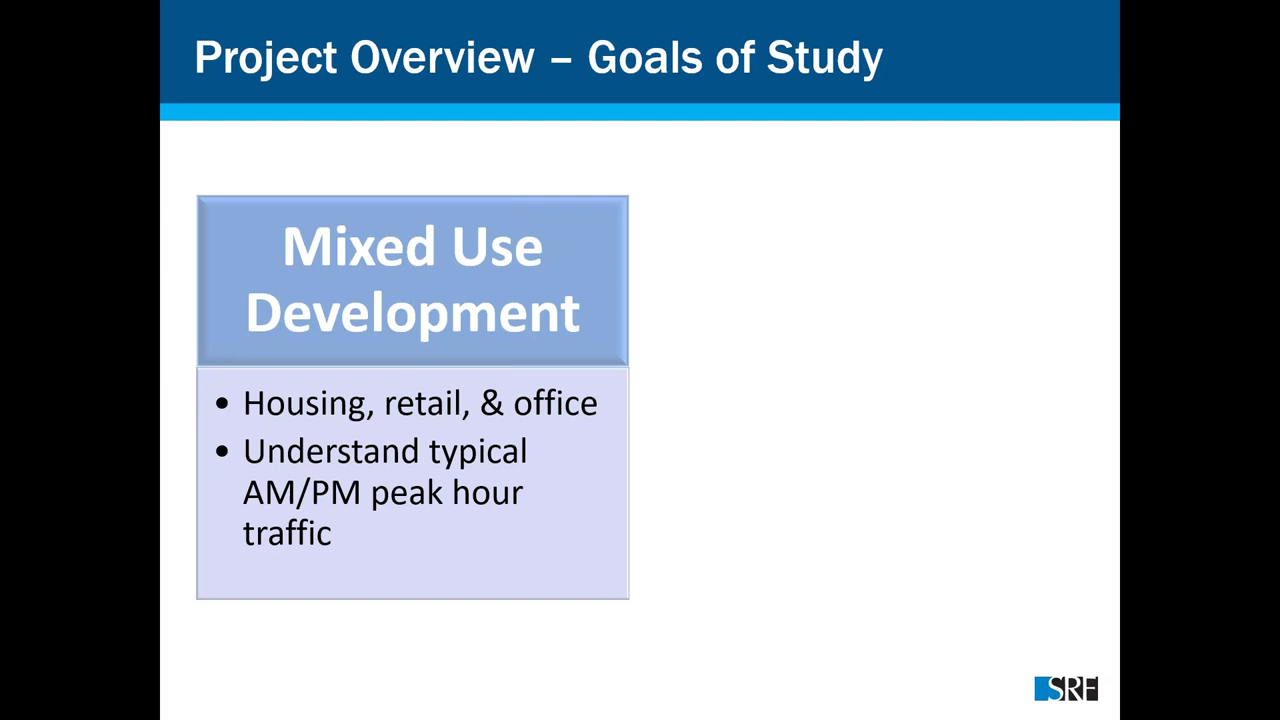 Project Overview – Goals of Study
Mixed Use
Development
• Housing, retail, & office
• Understand typical
AM/PM peak hour
traffic
SRF